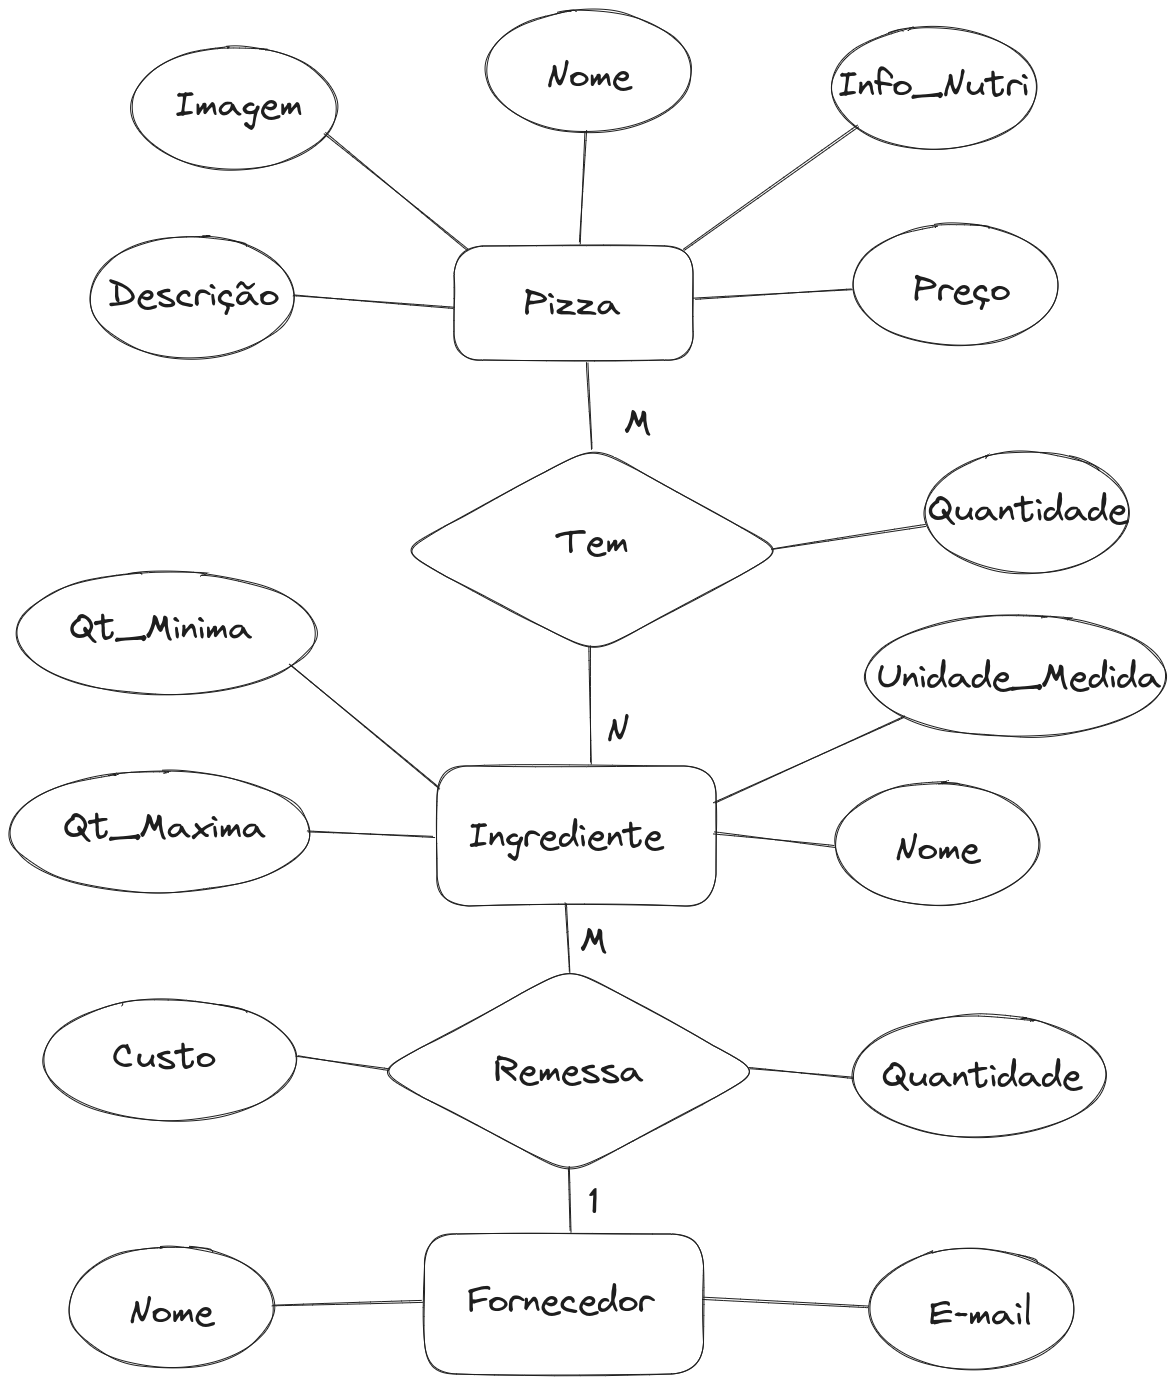 Nome
Info_Nutri
Imagem
Descrição
Pizza
Preço
M
Quantidade
Tem
Qt_Minima
Unidade_Medida
N
Qt_Maxima
Ingrediente
Nome
M
Custo
Remessa
Quantidade
1
Nome
Fornecedor
E-mail